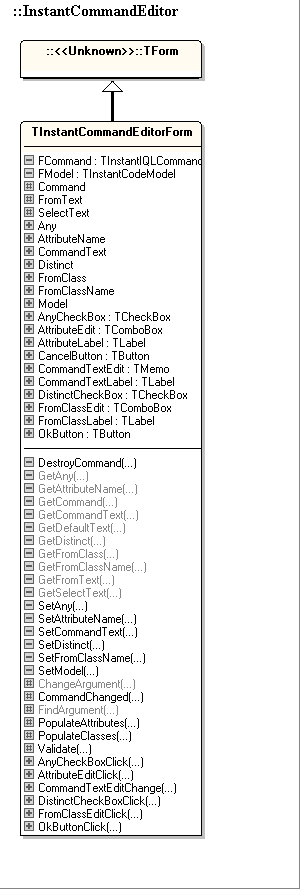 ::InstantCommandEditor
::<<Unknown>>::TForm
TInstantCommandEditorForm
FCommand : TInstantIQLCommand
FModel : TInstantCodeModel
Command
FromText
SelectText
Any
AttributeName
CommandText
Distinct
FromClass
FromClassName
Model
AnyCheckBox : TCheckBox
AttributeEdit : TComboBox
AttributeLabel : TLabel
CancelButton : TButton
CommandTextEdit : TMemo
CommandTextLabel : TLabel
DistinctCheckBox : TCheckBox
FromClassEdit : TComboBox
FromClassLabel : TLabel
OkButton : TButton
DestroyCommand(...)
GetAny(...)
GetAttributeName(...)
GetCommand(...)
GetCommandText(...)
GetDefaultText(...)
GetDistinct(...)
GetFromClass(...)
GetFromClassName(...)
GetFromText(...)
GetSelectText(...)
SetAny(...)
SetAttributeName(...)
SetCommandText(...)
SetDistinct(...)
SetFromClassName(...)
SetModel(...)
ChangeArgument(...)
CommandChanged(...)
FindArgument(...)
PopulateAttributes(...)
PopulateClasses(...)
Validate(...)
AnyCheckBoxClick(...)
AttributeEditClick(...)
CommandTextEditChange(...)
DistinctCheckBoxClick(...)
FromClassEditClick(...)
OkButtonClick(...)